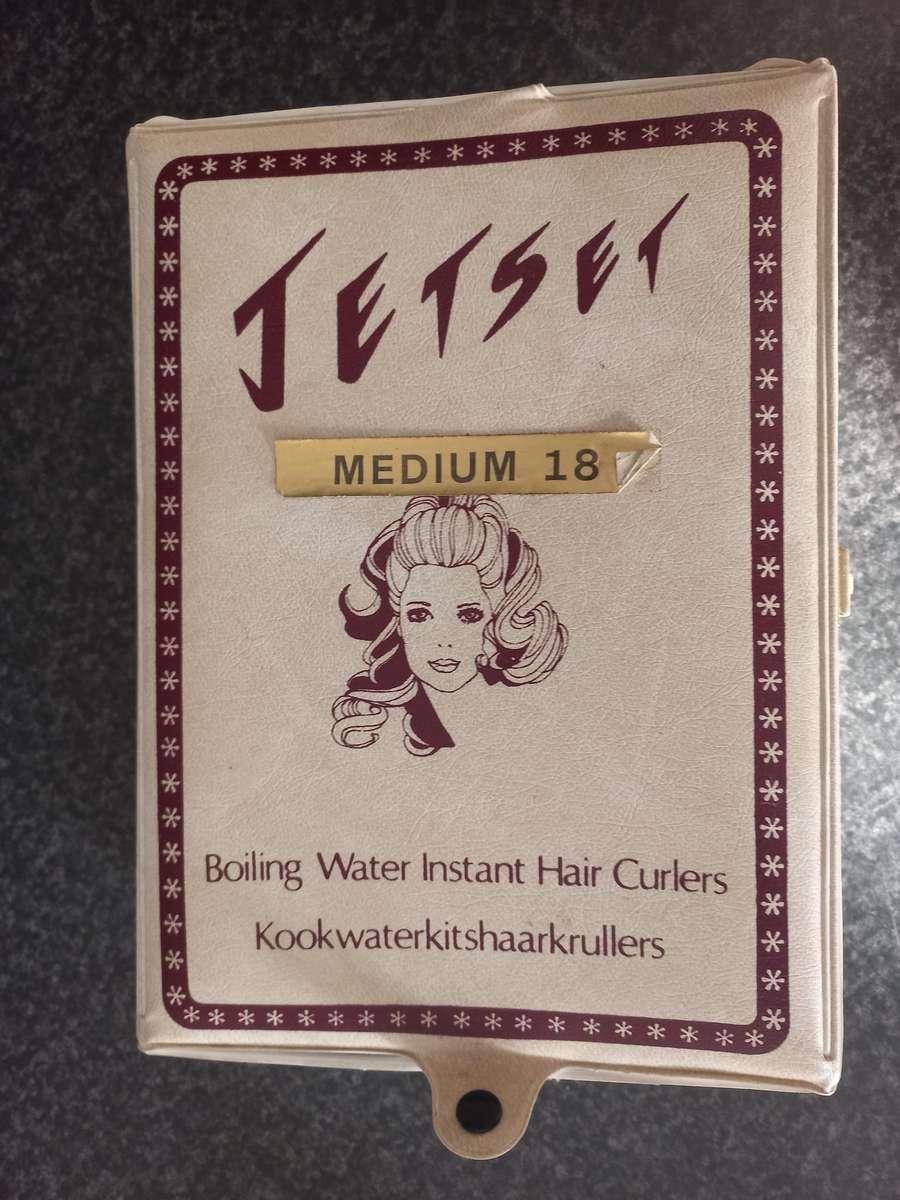 JETSET
MEDIUM 18
Boiling Water Instant Hair Curlers
Kookwaterkitshaarkrullers